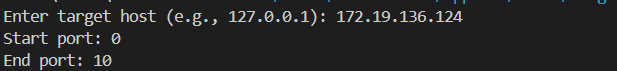 Enter target host (e.g., 127.0.0.1): 172.19.136.124
Start port: 0
End port: 10